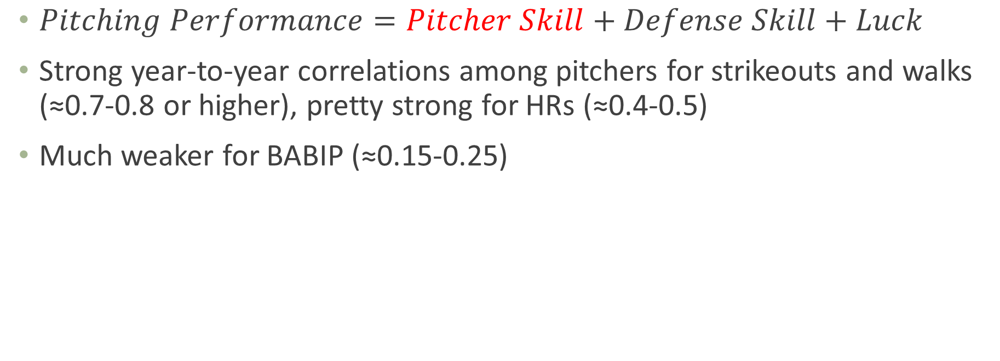 • Pitching Performance = Pitcher Skill + Defense Skill + Luck
• Strong year-to-year correlations among pitchers for strikeouts and walks
(≈0.7-0.8 or higher), pretty strong for HRs (≈0.4-0.5)
• Much weaker for BABIP (≈0.15-0.25)